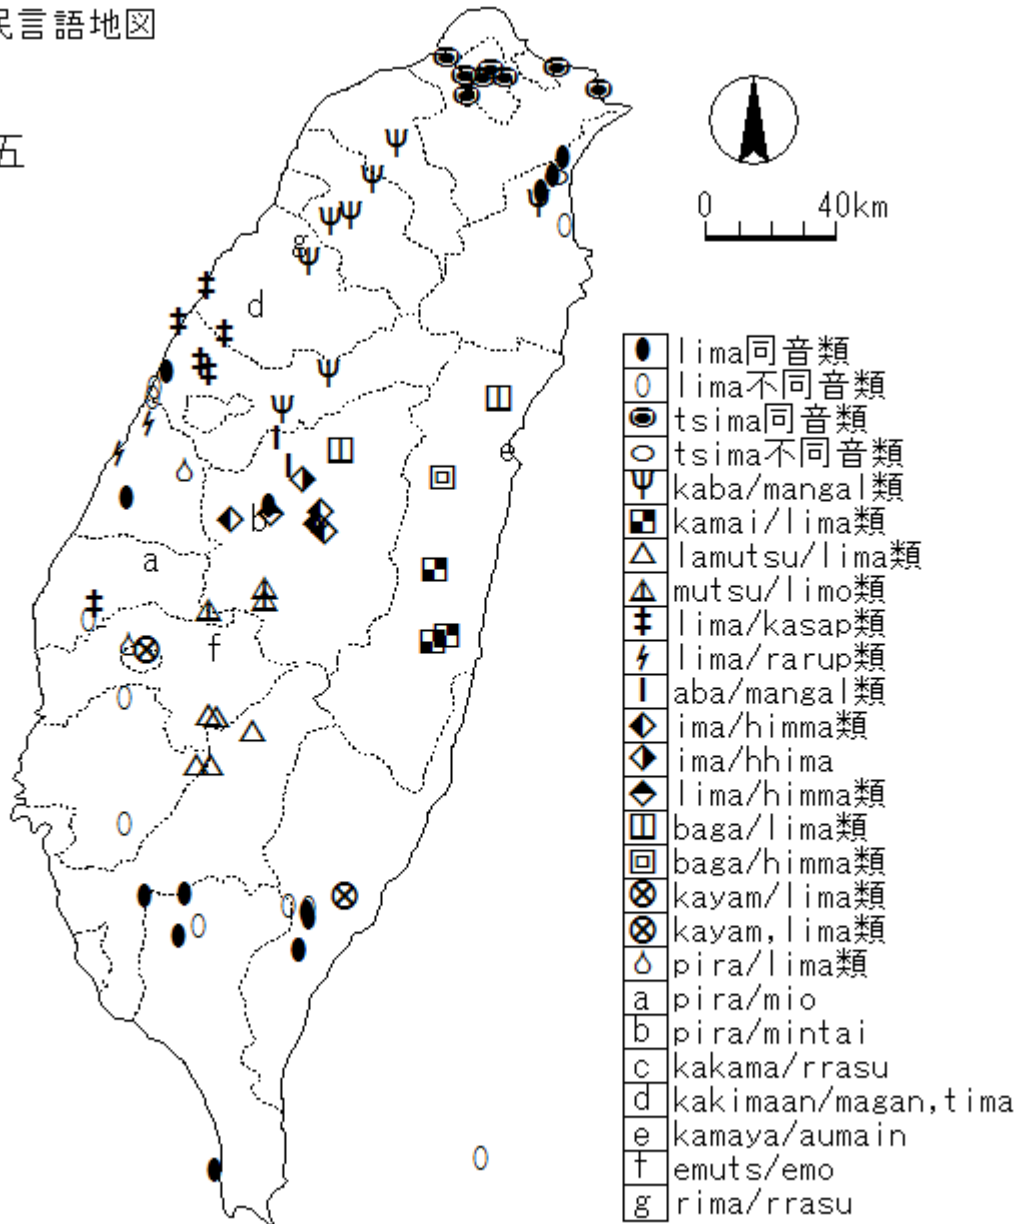 民言語地図
五
0 40km
g
d
e
b
a
f
lima同音類
lima不同音類
tsima同音類
tsima不同音類
kaba/mangal類
kamai/lima類
lamutsu/lima類
mutsu/limo類
lima/kasap類
lima/rarup類
aba/mangal類
ima/himma類
ima/hhima
lima/himma類
baga/lima類
baga/himma類
kayam/lima類
kayam,lima類
pira/lima類
a pira/mio
b pira/mintai
c kakama/rrasu
d kakimaan/magan,tima
e kamaya/aumain
f emuts/emo
g rima/rrasu